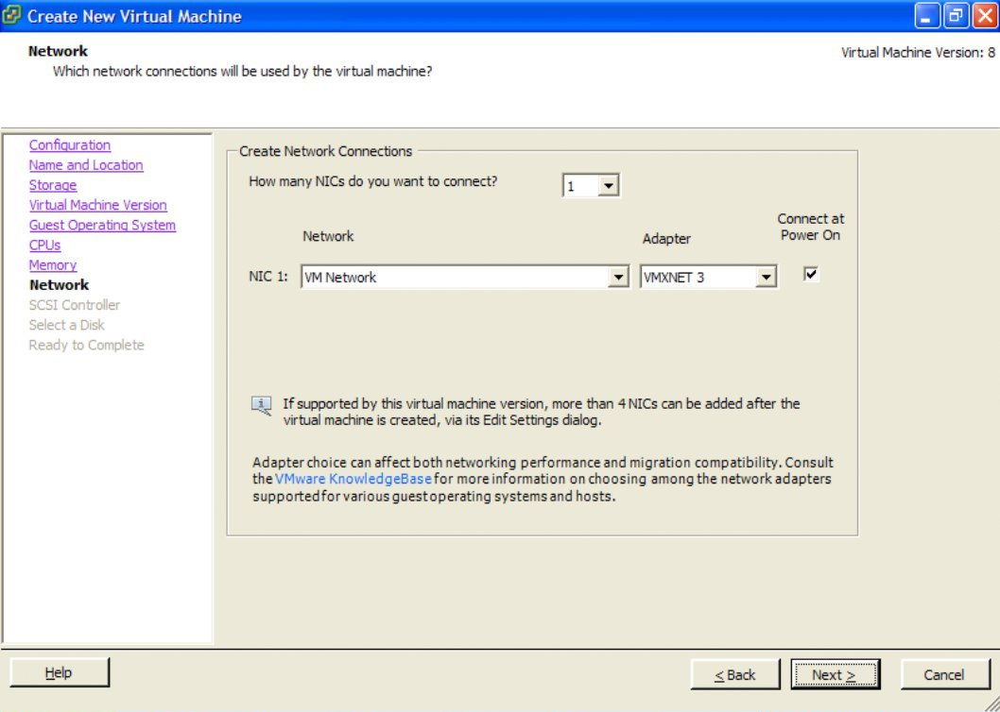 Create New Virtual Machine
Network
Which network connections will be used by the virtual machine?
Virtual Machine Version: 8
Configuration
Name and Location
Storage
Virtual Machine Version
Guest Operating System
CPUs
Memory
Network
SCSI Controller
Select a Disk
Ready to Complete
Create Network Connections
How many NICs do you want to connect?
1
Network
Adapter
Connect at
Power On
NIC 1:
VM Network
VMXNET 3
If supported by this virtual machine version, more than 4 NICs can be added after the
virtual machine is created, via its Edit Settings dialog.
Adapter choice can affect both networking performance and migration compatibility. Consult
the VMware KnowledgeBase for more information on choosing among the network adapters
supported for various guest operating systems and hosts.
Help
< Back
Next >
Cancel